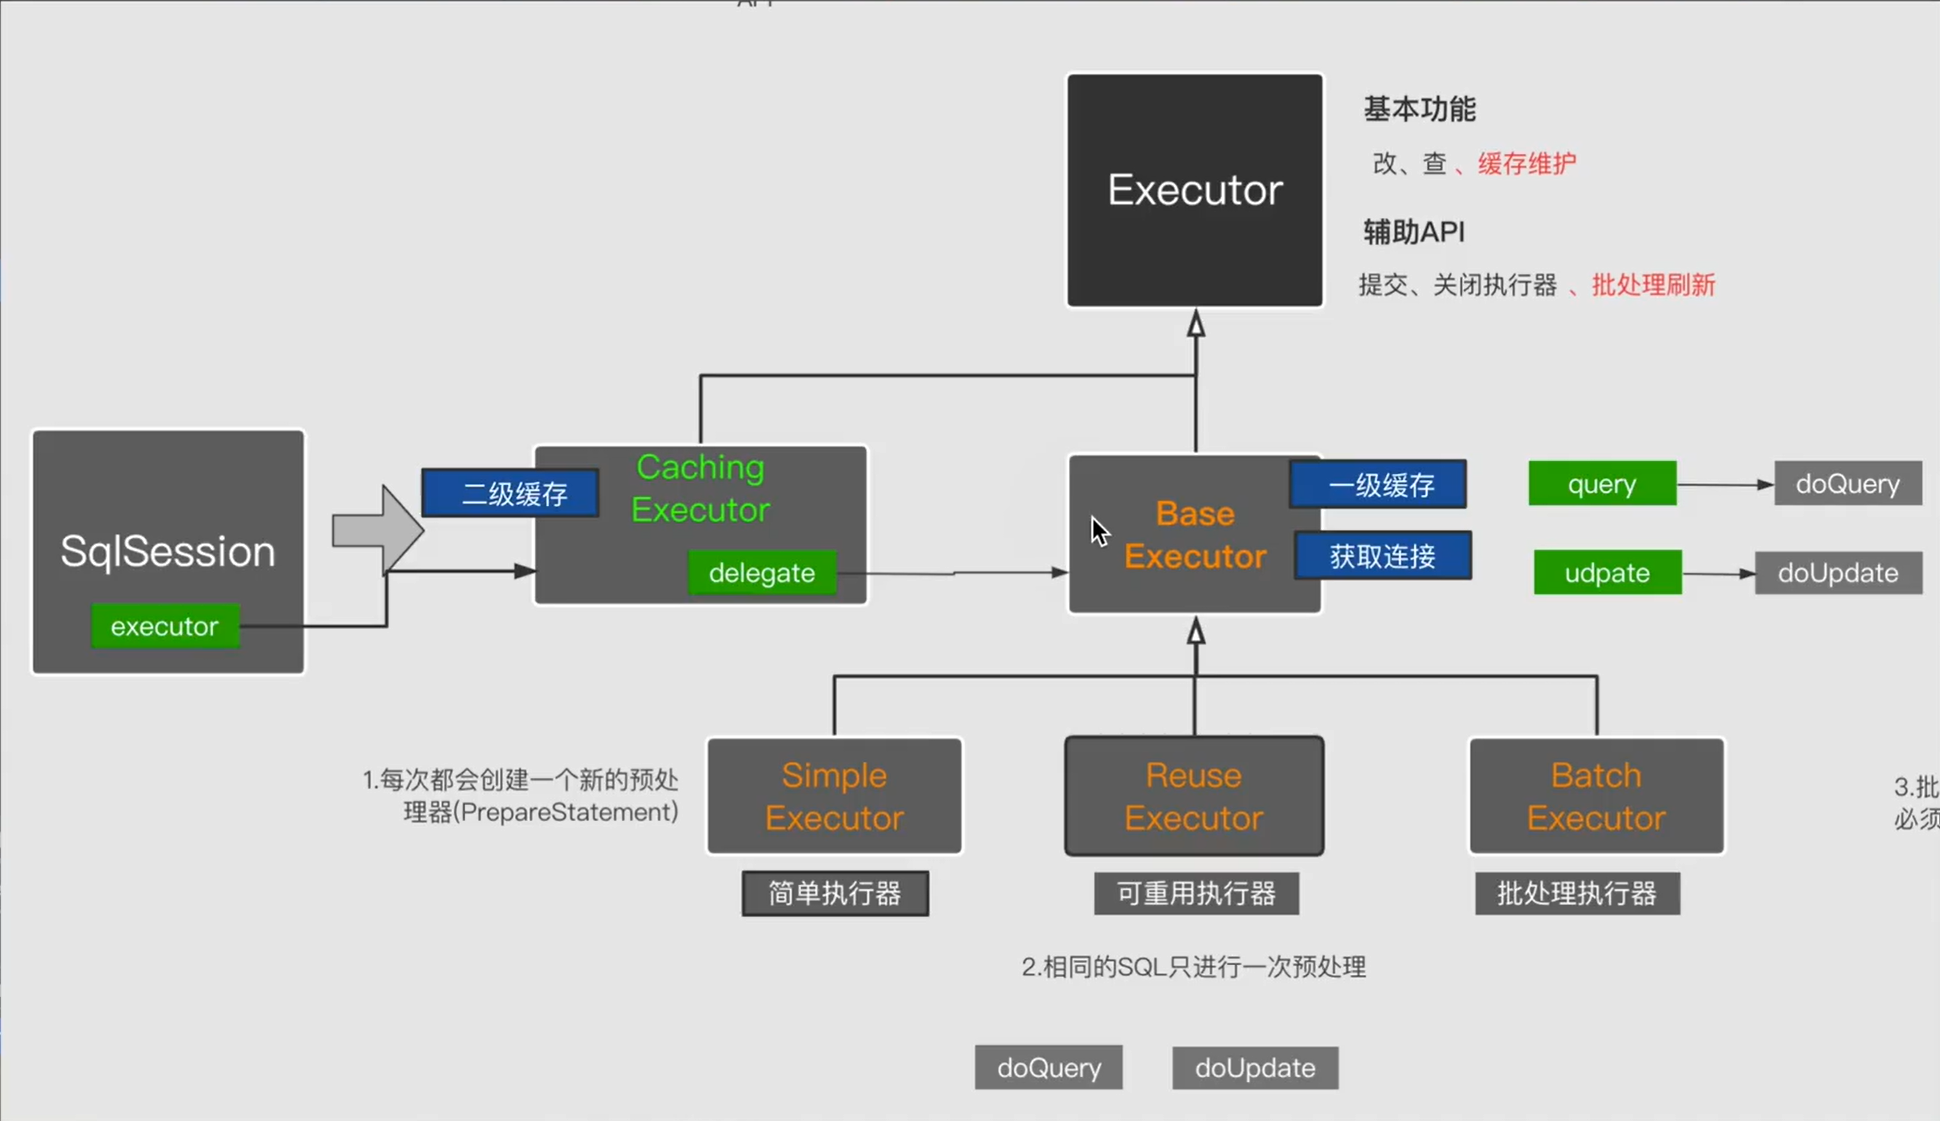 Executor
基本功能
改、查、缓存维护
辅助API
提交、关闭执行器、批处理刷新
SqlSession
executor
二级缓存
Caching
Executor
delegate
Base
Executor
一级缓存
获取连接
query
doQuery
udpate
doUpdate
1.每次都会创建一个新的预处
理器(PrepareStatement)
Simple
Executor
简单执行器
Reuse
Executor
可重用执行器
Batch
Executor
批处理执行器
3.批
必须
2.相同的SQL只进行一次预处理
doQuery
doUpdate